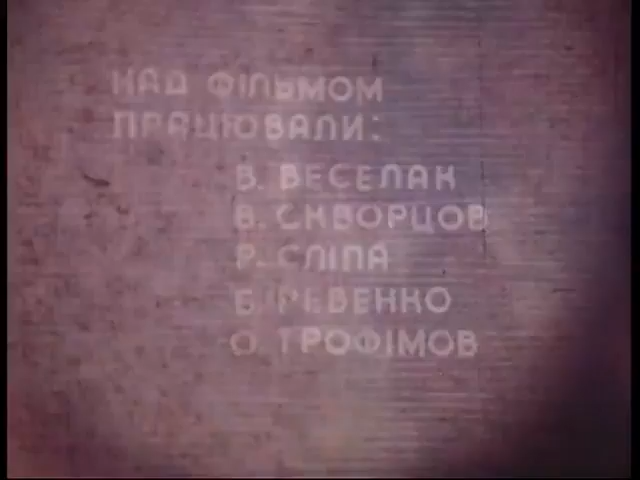 НАД ФІЛЬМОМ
ПРАЦЮВАЛИ:
В. ВЕСЕЛАК
В. СКВОРЦОВ
Р. СЛІПА
Б. РЕВЕНКО
О. ТРОФІМОВ